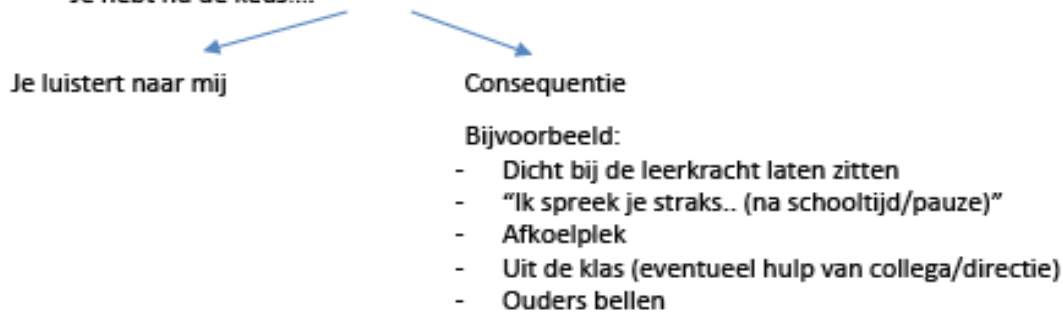 Je luistert naar mij
Consequentie
Bijvoorbeeld:
- Dicht bij de leerkracht laten zitten
- “Ik spreek je straks.. (na schooltijd/pauze)”
- Afkoelplek
- Uit de klas (eventueel hulp van collega/directie)
- Ouders bellen